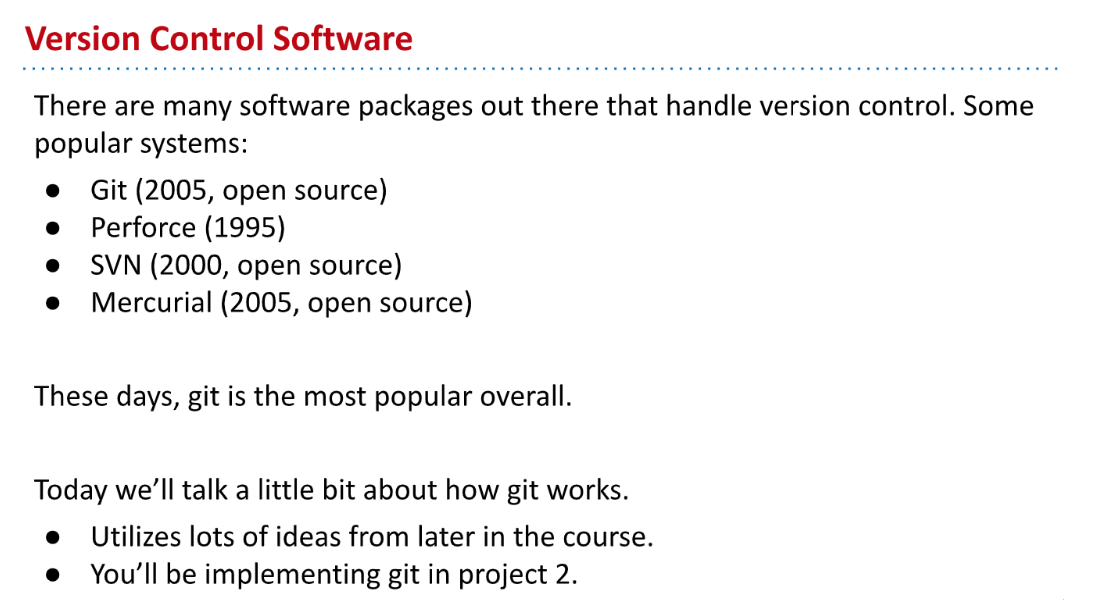 Version Control Software
There are many software packages out there that handle version control. Some
popular systems:
● Git (2005, open source)
● Perforce (1995)
● SVN (2000, open source)
● Mercurial (2005, open source)
These days, git is the most popular overall.
Today we’ll talk a little bit about how git works.
● Utilizes lots of ideas from later in the course.
● You’ll be implementing git in project 2.